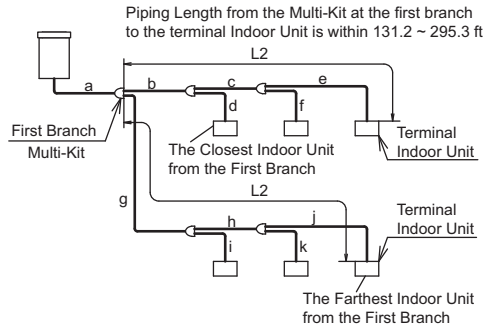 Piping Length from the Multi-Kit at the first branch
to the terminal Indoor Unit is within 131.2 ~ 295.3 ft
L2
a
b
c
e
d
f
First Branch
Multi-Kit
The Closest Indoor Unit
from the First Branch
Terminal
Indoor Unit
L2
g
h
j
i
k
Terminal
Indoor Unit
The Farthest Indoor Unit
from the First Branch